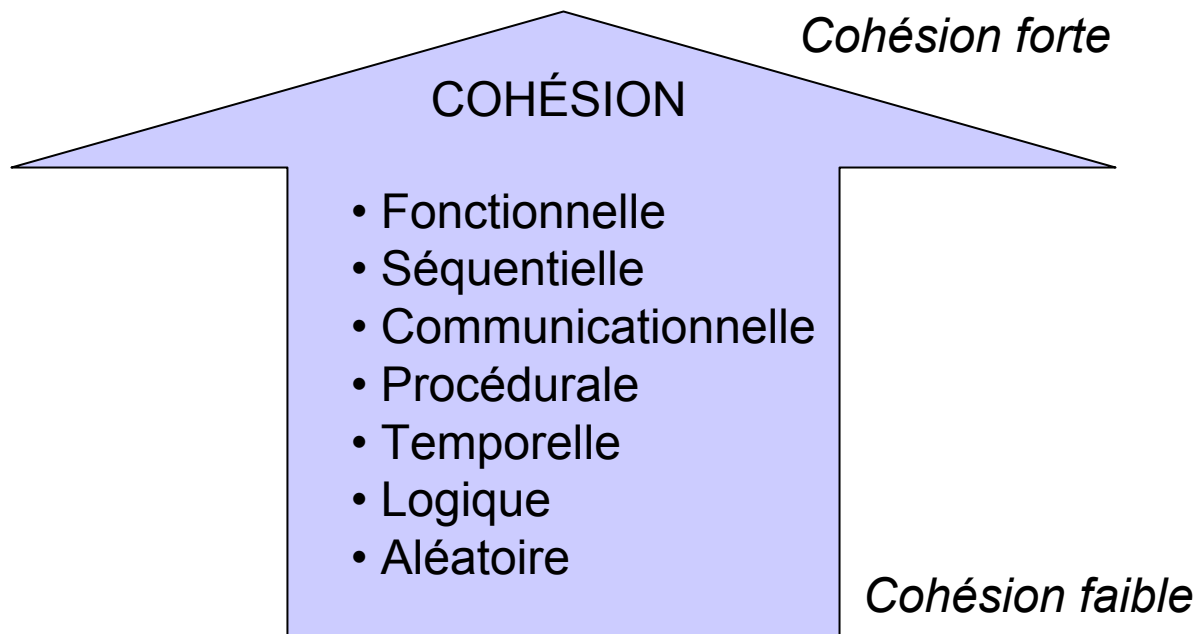 Cohésion forte
COHÉSION
• Fonctionnelle
• Séquentielle
• Communicationnelle
• Procédurale
• Temporelle
• Logique
• Aléatoire
Cohésion faible